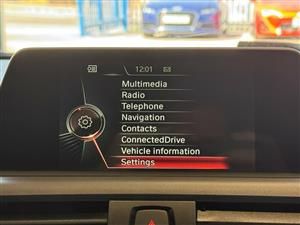 12:01
Multimedia
Radio
Telephone
Navigation
Contacts
ConnectedDrive
Vehicle information
Settings